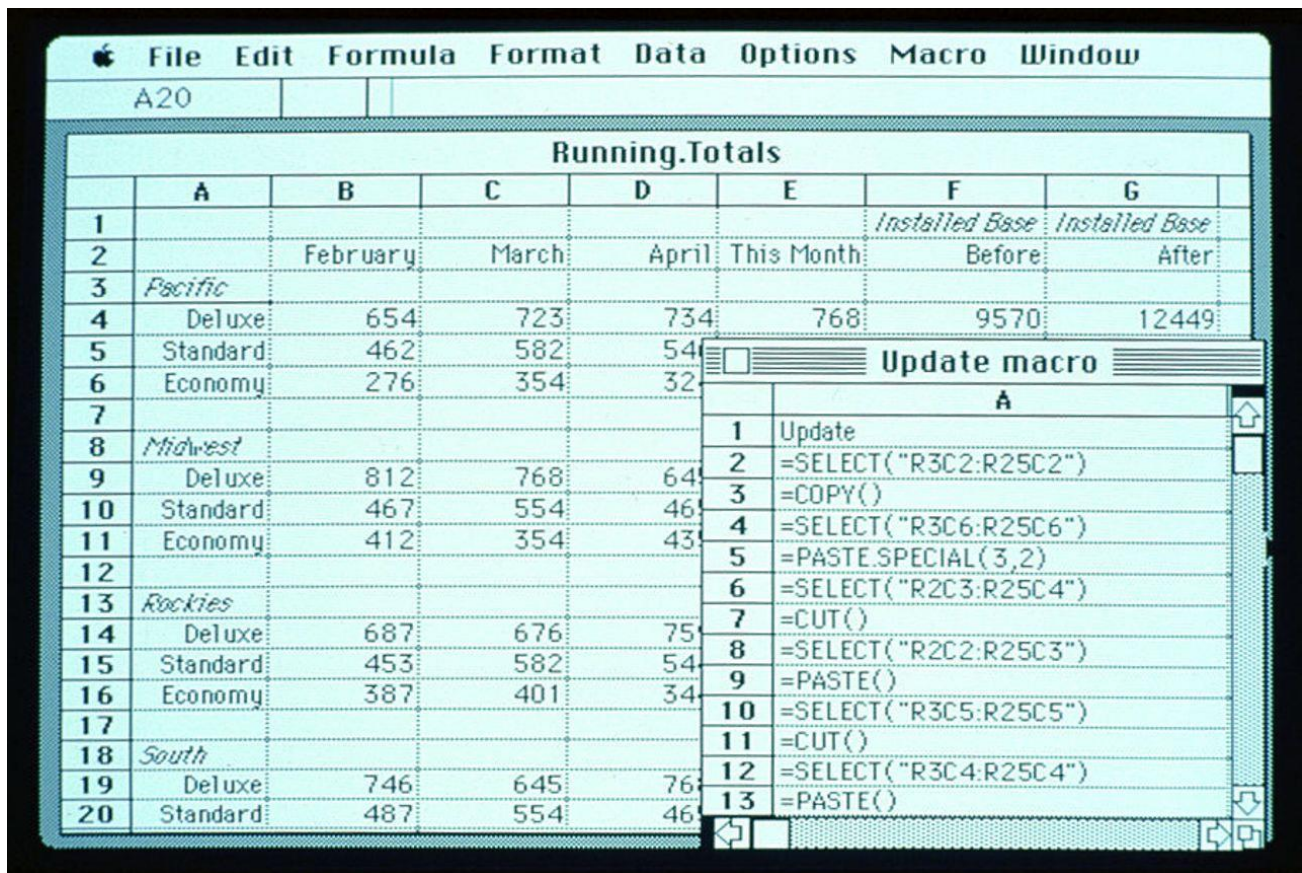 File Edit Formula Format Data Options Macro Window
A20
Running.Totals
A B C D E F G
1 Installed Base Installed Base
2 February March April This Month Before After
3 Pacific
4 Deluxe 654 723 734 768 9570 12449
5 Standard 462 582
6 Economy 276 354
7
8 Midwest
9 Deluxe 812 768
10 Standard 467 554
11 Economy 412 354
12
13 Rockies
14 Deluxe 687 676
15 Standard 453 582
16 Economy 387 401
17
18 South
19 Deluxe 746 645
20 Standard 487 554
Update macro
A
1 Update
2 =SELECT("R3C2:R25C2")
3 =COPY()
4 =SELECT("R3C6:R25C6")
5 =PASTE.SPECIAL(3,2)
6 =SELECT("R2C3:R25C4")
7 =CUT()
8 =SELECT("R2C2:R25C3")
9 =PASTE()
10 =SELECT("R3C5:R25C5")
11 =CUT()
12 =SELECT("R3C4:R25C4")
13 =PASTE()